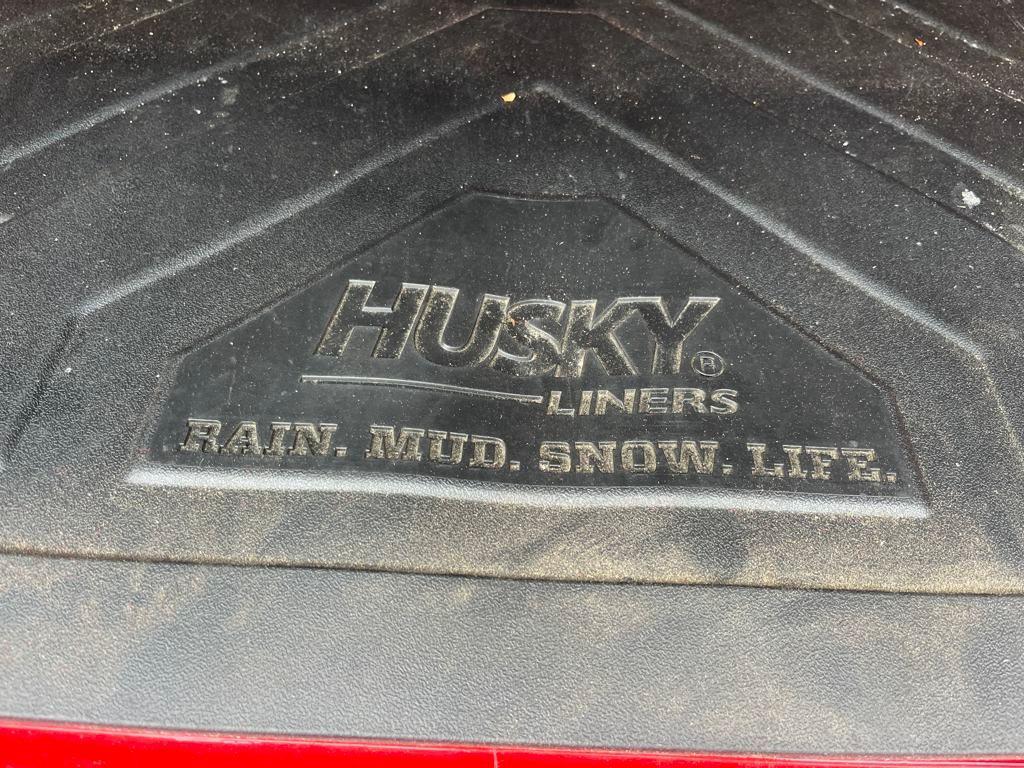 HUSKY®
LINERS
RAIN. MUD. SNOW. LIFE.